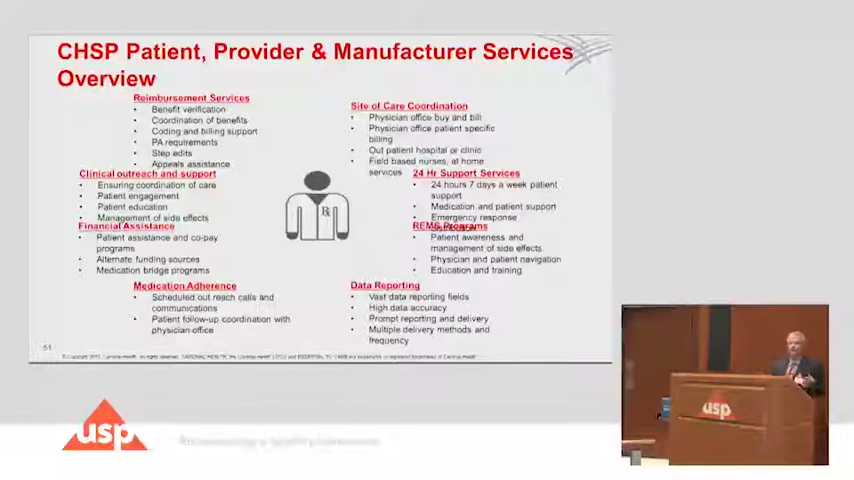 CHSP Patient, Provider & Manufacturer Services
Overview
Reimbursement Services
• Benefit verification
• Coordination of benefits
• Coding and billing support
• PA requirements
• Step edits
• Appeals assistance
Clinical outreach and support
• Ensuring coordination of care
• Patient engagement
• Patient education
• Management of side effects
Financial Assistance
• Patient assistance and co-pay
programs
• Alternate funding sources
• Medication bridge programs
Medication Adherence
• Scheduled out reach calls and
communications
• Patient follow-up coordination with
physician office
Site of Care Coordination
• Physician office buy and bill
• Physician office patient specific
billing
• Out patient hospital or clinic
• Field based nurses, at home
services
24 Hr Support Services
• 24 hours 7 days a week patient
support
• Medication and patient support
• Emergency response
REMS Programs
• Patient awareness and
management of side effects
• Physician and patient navigation
• Education and training
Data Reporting
• Vast data reporting fields
• High data accuracy
• Prompt reporting and delivery
• Multiple delivery methods and
frequency
Rx
51
usp
usp